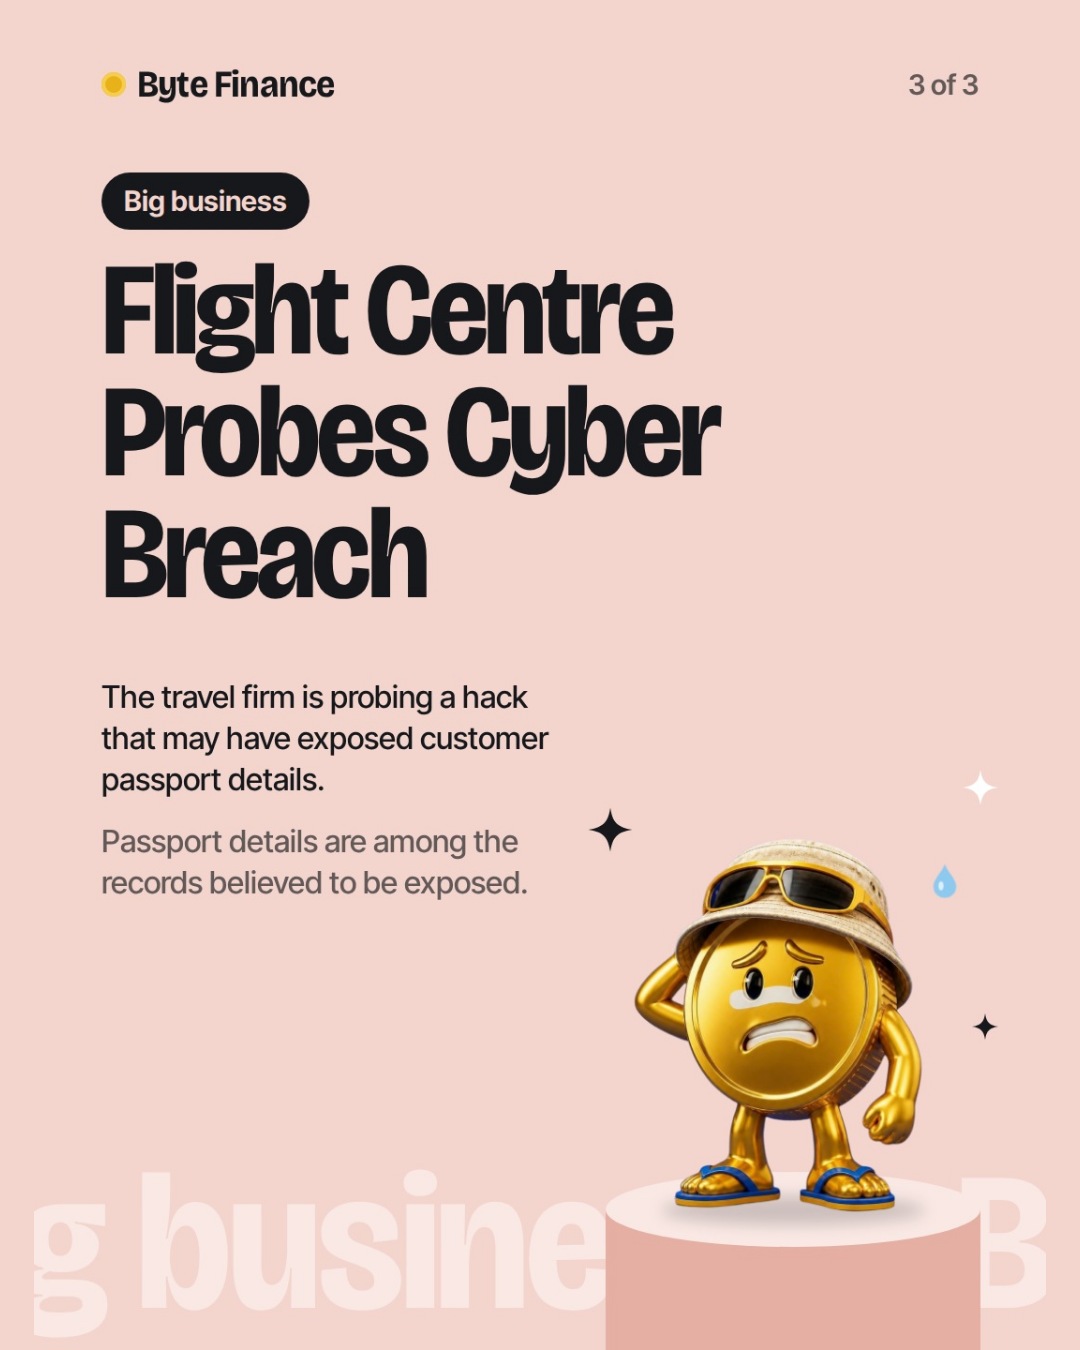 Byte Finance
3 of 3
Big business
Flight Centre
Probes Cyber
Breach
The travel firm is probing a hack
that may have exposed customer
passport details.
Passport details are among the
records believed to be exposed.
g busine B